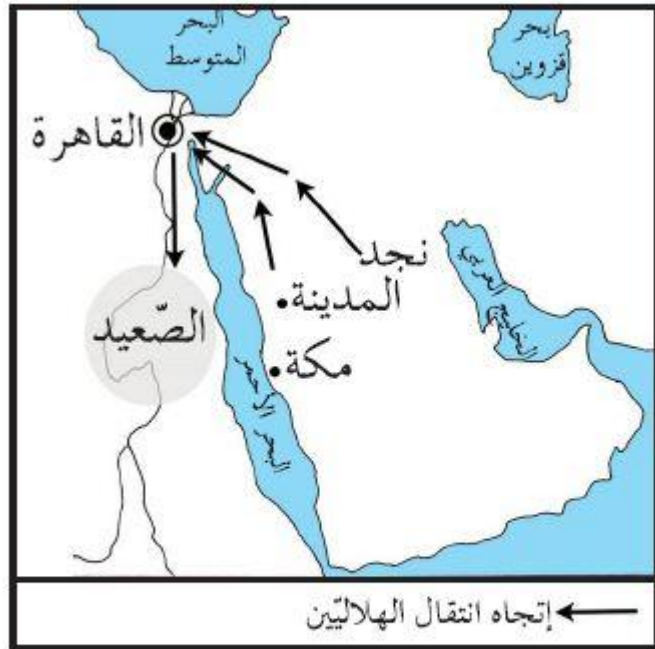 البحر
المتوسط
بحر
قزوين
القاهرة
نجد
المدينة
الصّعيد
مكة
الخليج العربي
البحر الأحمر
إتجاه انتقال الهلاليّين